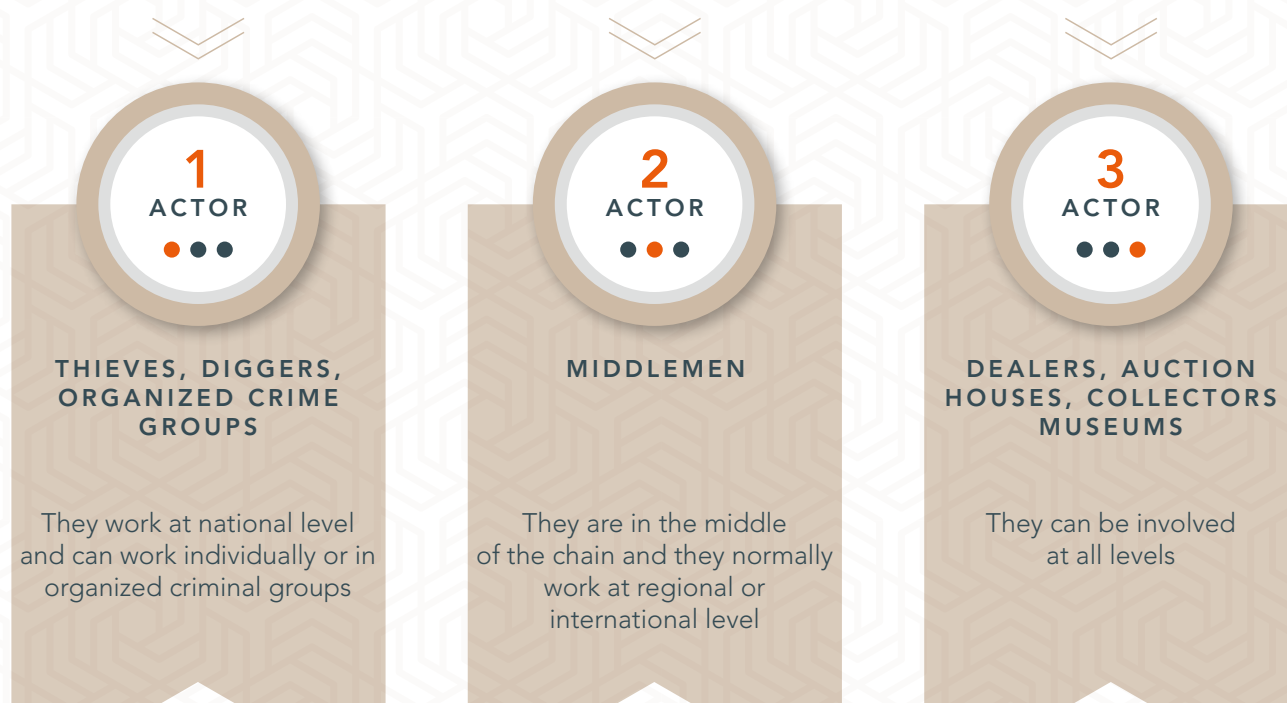 1
ACTOR
THIEVES, DIGGERS,
ORGANIZED CRIME
GROUPS
They work at national level
and can work individually or in
organized criminal groups
2
ACTOR
MIDDLEMEN
They are in the middle
of the chain and they normally
work at regional or
international level
3
ACTOR
DEALERS, AUCTION
HOUSES, COLLECTORS
MUSEUMS
They can be involved
at all levels